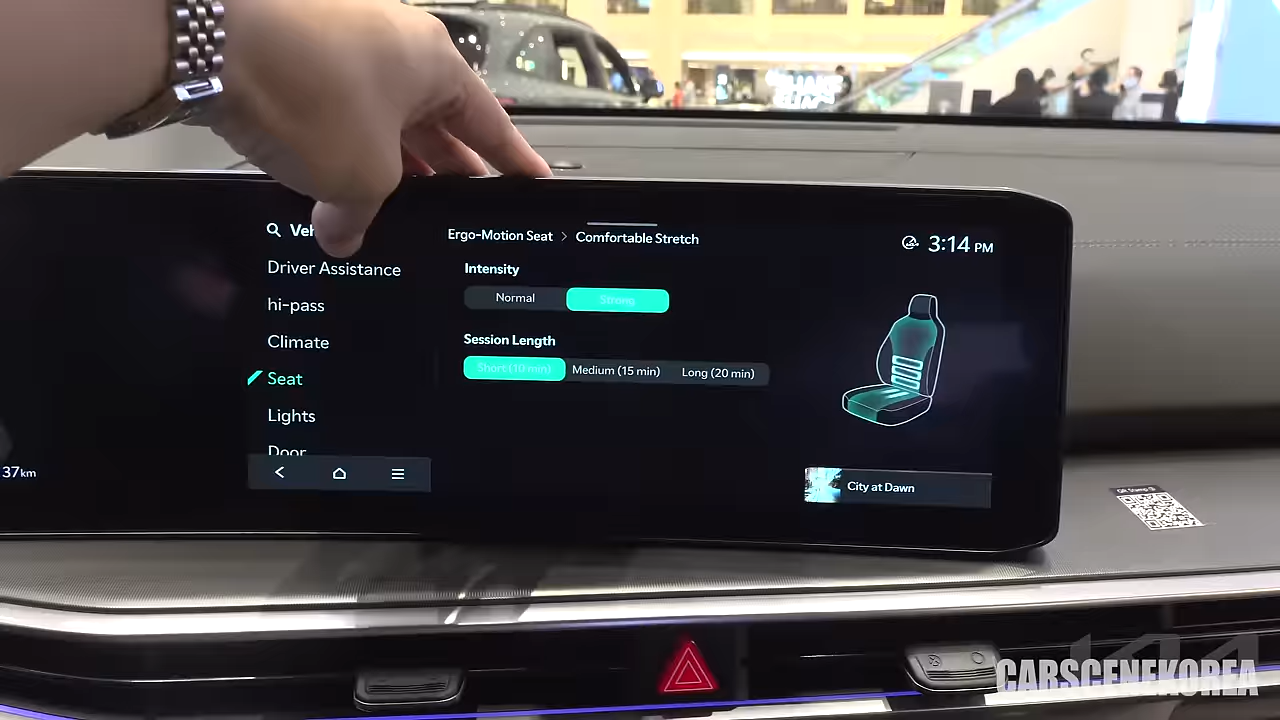 Veh
Ergo-Motion Seat > Comfortable Stretch
3:14 PM
Driver Assistance
Intensity
hi-pass
Normal
Strong
Climate
Session Length
Short (10 min)
Medium (15 min)
Long (20 min)
Seat
Lights
Door
37km
City at Dawn
CARSCENEKOREA